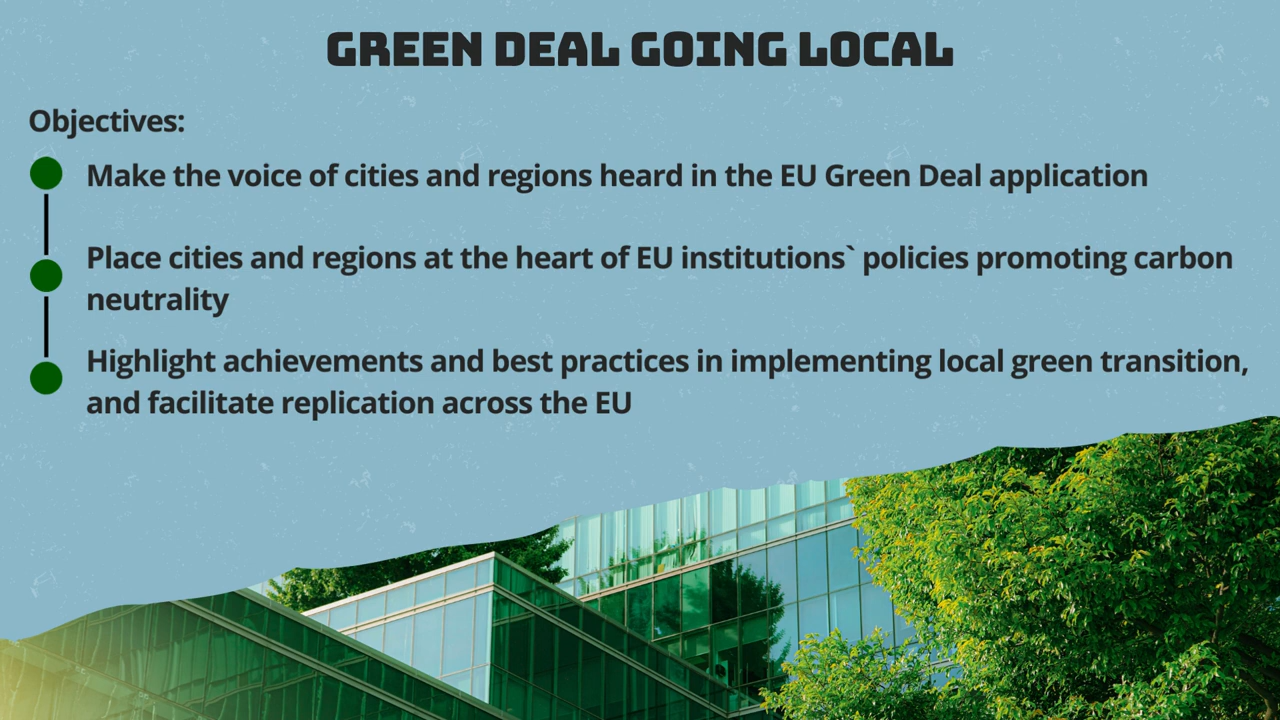 GREEN DEAL GOING LOCAL
Objectives:
Make the voice of cities and regions heard in the EU Green Deal application
Place cities and regions at the heart of EU institutions` policies promoting carbon
neutrality
Highlight achievements and best practices in implementing local green transition,
and facilitate replication across the EU